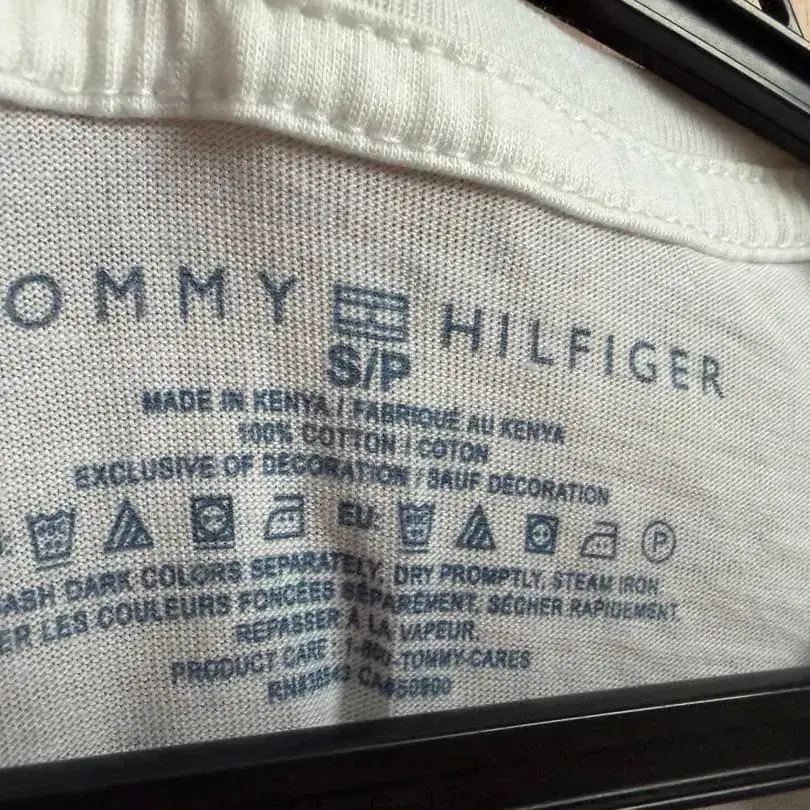 OMMY HILFIGER
S/P
MADE IN KENYA / FABRIQUÉ AU KENYA
100% COTTON / COTON
EXCLUSIVE OF DECORATION / SAUF DÉCORATION
EU: P
ASH DARK COLORS SEPARATELY. DRY PROMPTLY. STEAM IRON.
ER LES COULEURS FONCÉES SÉPARÉMENT. SÉCHER RAPIDEMENT.
REPASSER À LA VAPEUR.
PRODUCT CARE 1-800-TOMMY-CARES